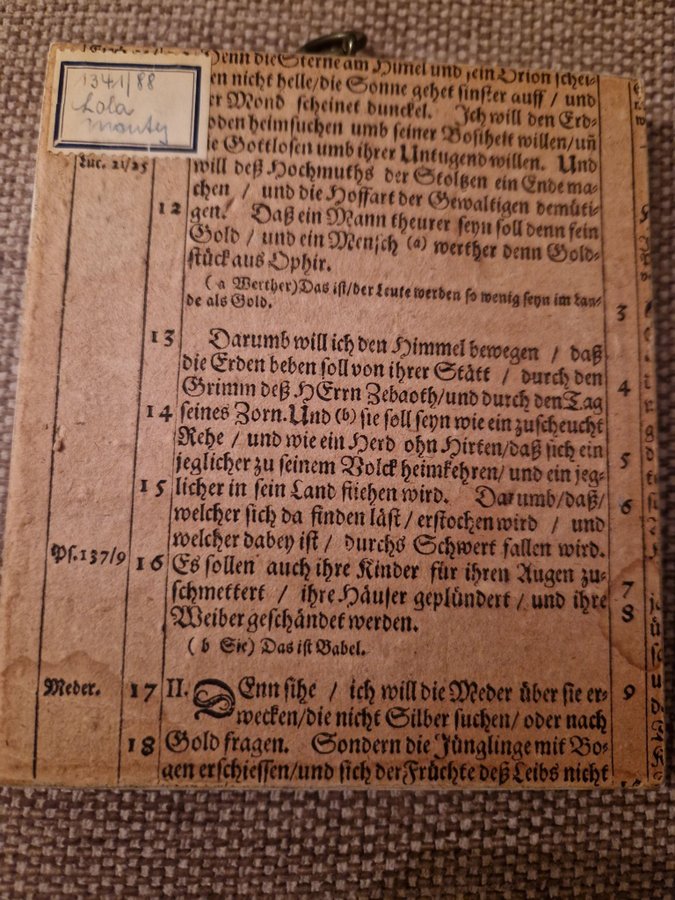 1341/88
Lola
Denn die Sterne am Himel und sein Orion schei-
en nicht helle/die Sonne gehet finster auff / und
er Mond scheinet dunckel. Ich will den Erd-
oden heimsuchen umb seiner Boßheit willen/uñ
ie Gottlosen umb ihrer Untugend willen. Und
Luc. 21/25
will deß Hochmuths der Stoltzen ein Ende ma-
chen / und die Hoffart der Gewaltigen demüti-
12 gen. Daß ein Mann theurer seyn soll denn fein
Gold / und ein Mensch (a) werther denn Gold-
stück aus Ophir.
( a Werther) Das ist/der Leute werden so wenig seyn im Lan-
de als Gold.
3
13 Darumb will ich den Himmel bewegen / daß
die Erden beben soll von ihrer Stätt / durch den
Grimm deß HErrn Zebaoth/und durch den Tag
4
14 seines Zorn. Und (b) sie soll seyn wie ein zuscheucht
Rehe / und wie ein Herd ohn Hirten/daß sich ein
jeglicher zu seinem Volck heimkehren/ und ein jeg-
5
15 licher in sein Land fliehen wird. Darumb/daß/
welcher sich da finden läst/ erstochen wird / und
6
welcher dabey ist / durchs Schwert fallen wird.
Ps. 137/9
16 Es sollen auch ihre Kinder für ihren Augen zu-
schmettert / ihre Häuser geplündert / und ihre
7
Weiber geschändet werden.
8
( b Sie) Das ist Babel.
Meder.
17 II. DEnn sihe / ich will die Meder über sie er-
9
wecken/die nicht Silber suchen/ oder nach
18 Gold fragen. Sondern die Jünglinge mit Bo-
gen erschiessen/und sich der Früchte deß Leibs nicht